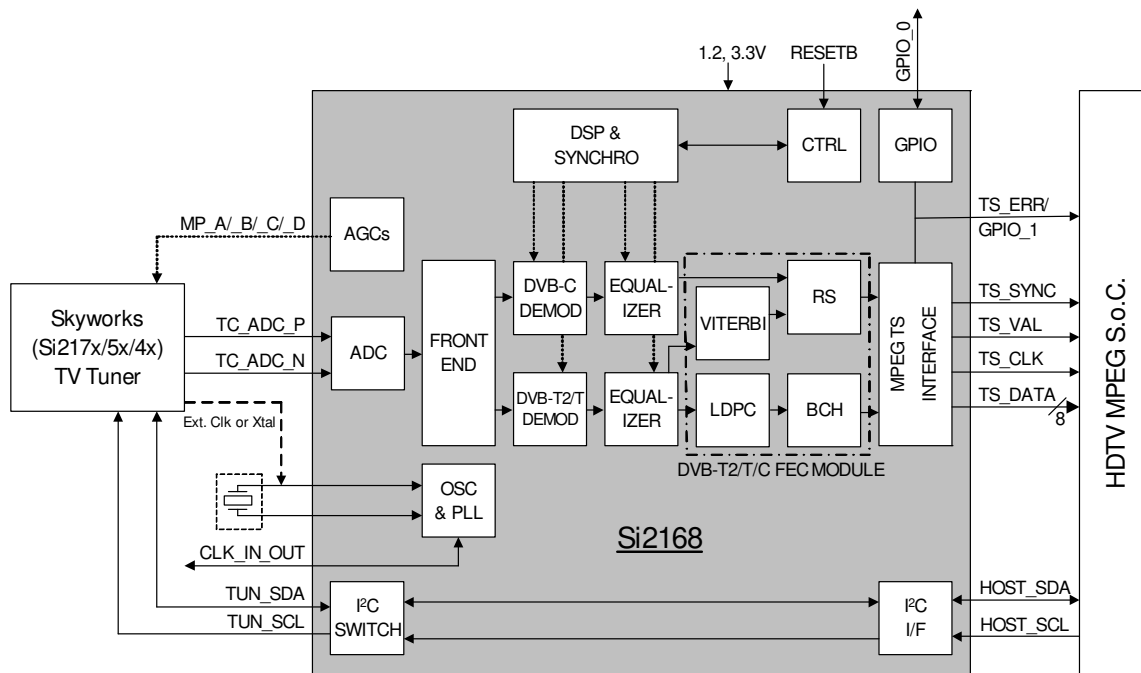 1.2, 3.3V
RESETB
GPIO_0
DSP &
SYNCHRO
CTRL
GPIO
MP_A/_B/_C/_D
AGCs
TS_ERR/
GPIO_1
Skyworks
(Si217x/5x/4x)
TV Tuner
TC_ADC_P
TC_ADC_N
ADC
FRONT
END
DVB-C
DEMOD
EQUAL-
IZER
DVB-T2/T
DEMOD
EQUAL-
IZER
VITERBI
RS
LDPC
BCH
DVB-T2/T/C FEC MODULE
MPEG TS
INTERFACE
TS_SYNC
TS_VAL
TS_CLK
TS_DATA
8
HDTV MPEG S.o.C.
Ext. Clk or Xtal
OSC
& PLL
CLK_IN_OUT
Si2168
TUN_SDA
TUN_SCL
I²C
SWITCH
I²C
I/F
HOST_SDA
HOST_SCL